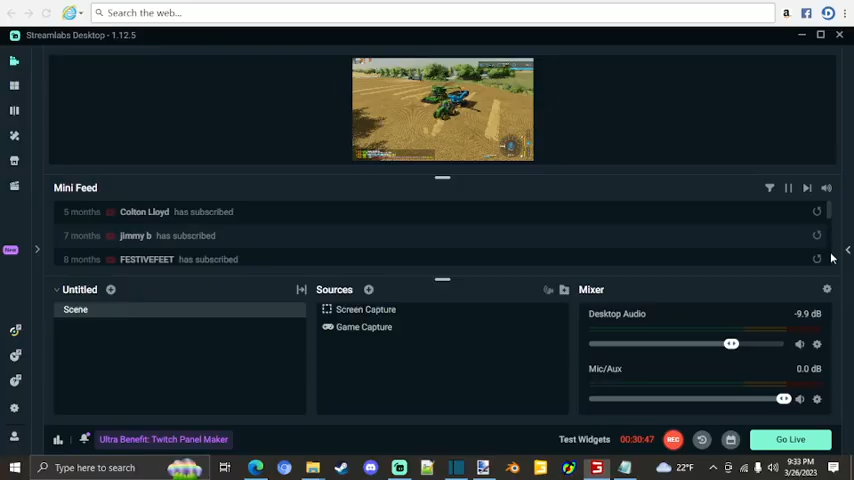 Search the web...
Streamlabs Desktop - 1.12.5
Mini Feed
5 months Colton Lloyd has subscribed
7 months jimmy b has subscribed
8 months FESTIVEFEET has subscribed
Untitled
Sources
Mixer
Scene
Screen Capture
Game Capture
Desktop Audio -9.9 dB
Mic/Aux 0.0 dB
New
Ultra Benefit: Twitch Panel Maker
Test Widgets 00:30:47 REC
Go Live
Type here to search
22°F
9:33 PM
3/26/2023